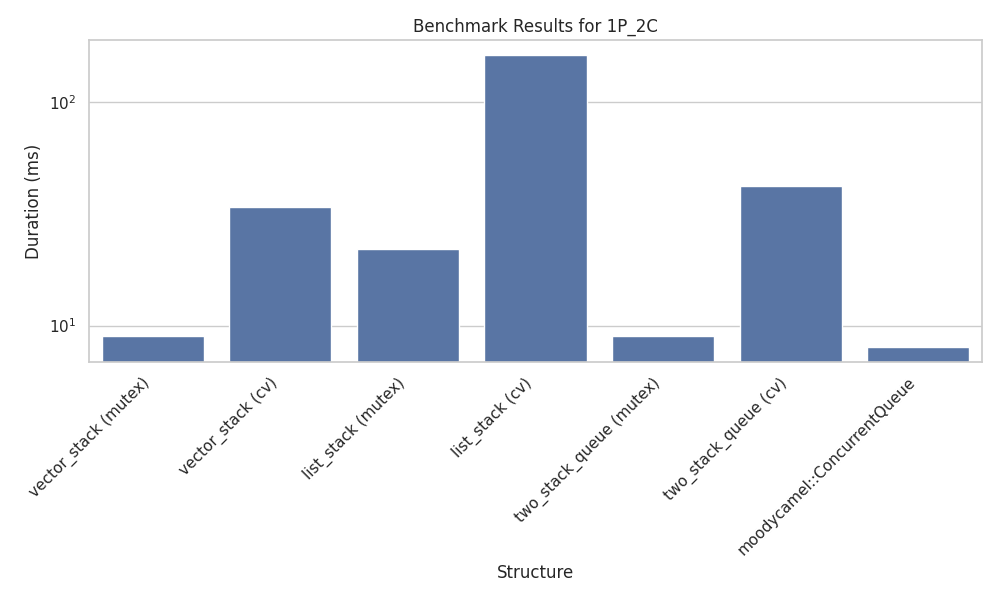 Benchmark Results for 1P_2C
Duration (ms)
10²
10¹
vector_stack (mutex)
vector_stack (cv)
list_stack (mutex)
list_stack (cv)
two_stack_queue (mutex)
two_stack_queue (cv)
moodycamel::ConcurrentQueue
Structure